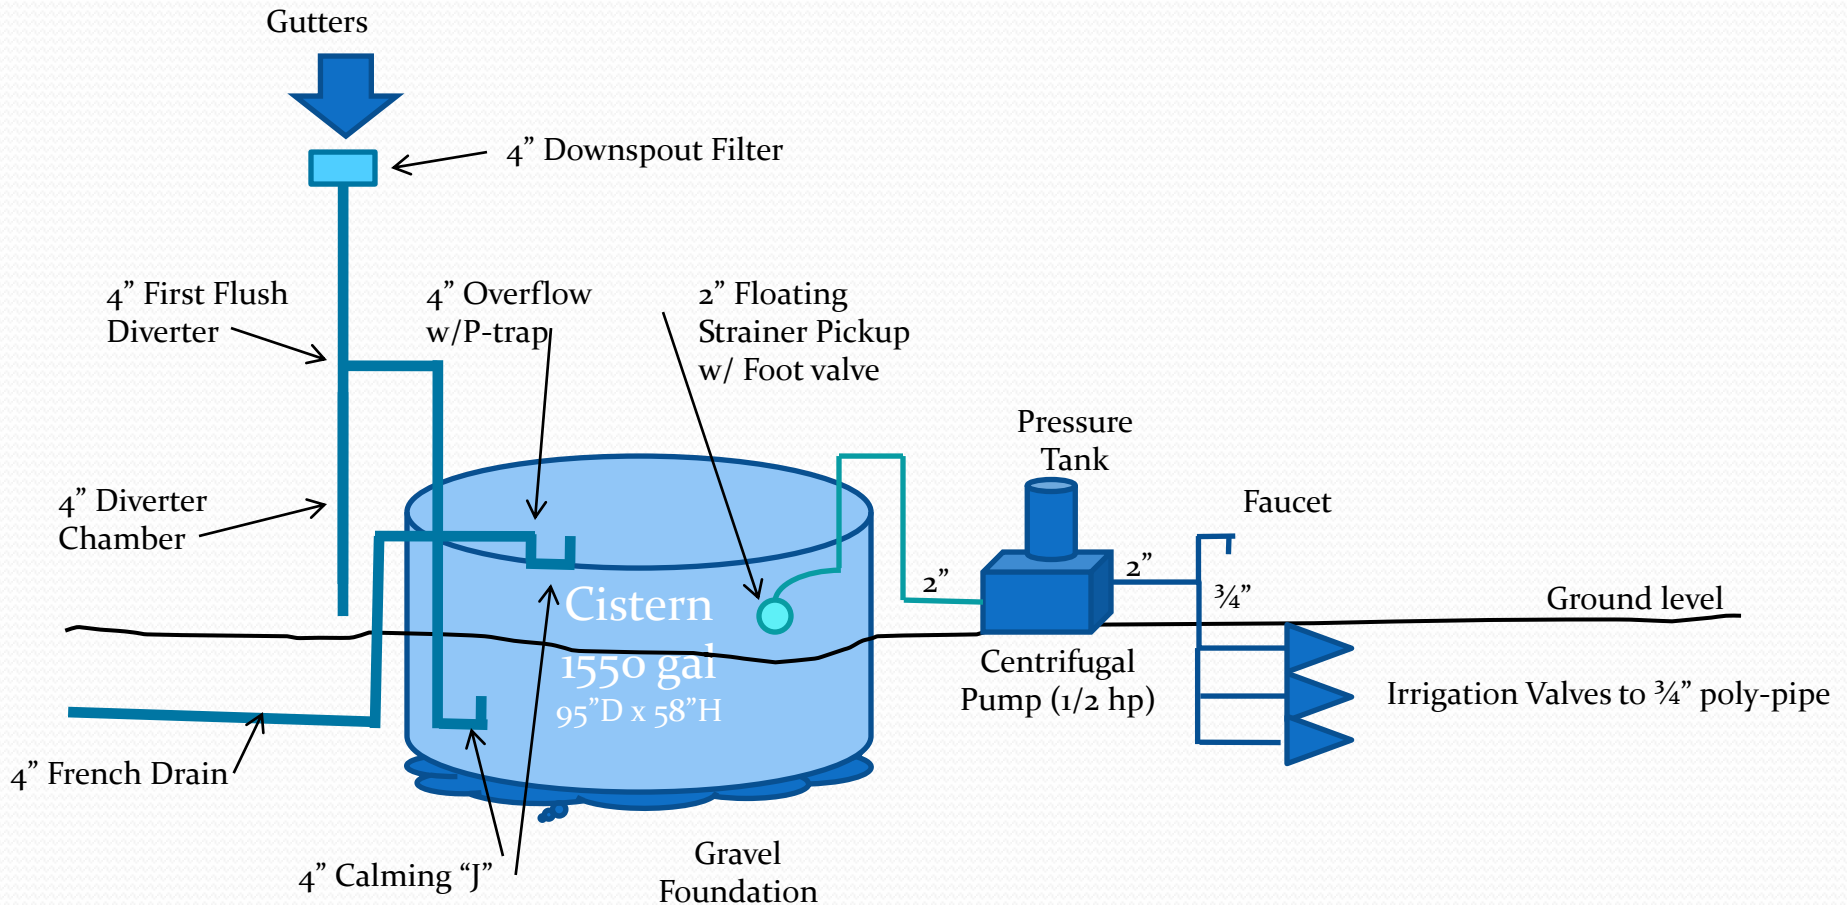 Gutters
4” Downspout Filter
4” First Flush
Diverter
4” Overflow
w/P-trap
2” Floating
Strainer Pickup
w/ Foot valve
Pressure
Tank
4” Diverter
Chamber
Faucet
2”
2”
¾”
Ground level
Cistern
1550 gal
95”D x 58”H
Centrifugal
Pump (1/2 hp)
Irrigation Valves to ¾” poly-pipe
4” French Drain
4” Calming “J”
Gravel
Foundation